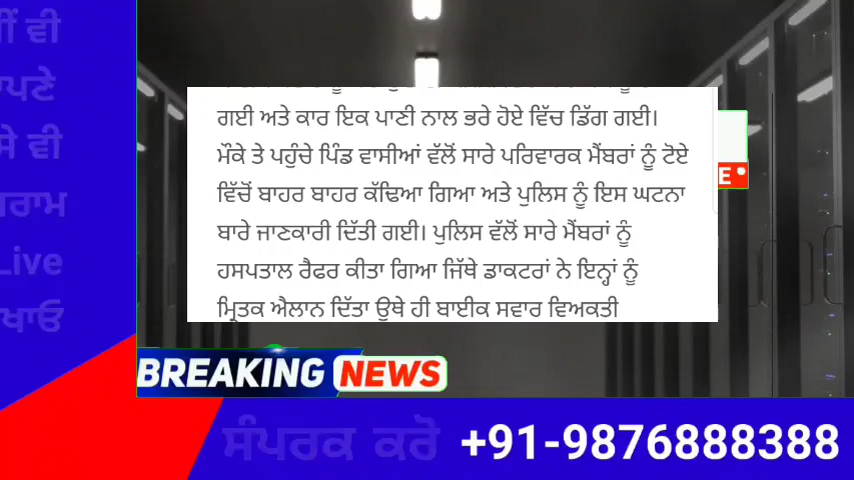 ੀਂ ਵੀ
ਪਣੇ
ਸੇ ਵੀ
ਰਾਮ
Live
ਖਾਓ
ਗਈ ਅਤੇ ਕਾਰ ਇਕ ਪਾਣੀ ਨਾਲ ਭਰੇ ਹੋਏ ਵਿੱਚ ਡਿੱਗ ਗਈ।
ਮੌਕੇ ਤੇ ਪਹੁੰਚੇ ਪਿੰਡ ਵਾਸੀਆਂ ਵੱਲੋਂ ਸਾਰੇ ਪਰਿਵਾਰਕ ਮੈਂਬਰਾਂ ਨੂੰ ਟੋਏ
ਵਿੱਚੋਂ ਬਾਹਰ ਬਾਹਰ ਕੱਢਿਆ ਗਿਆ ਅਤੇ ਪੁਲਿਸ ਨੂੰ ਇਸ ਘਟਨਾ
ਬਾਰੇ ਜਾਣਕਾਰੀ ਦਿੱਤੀ ਗਈ। ਪੁਲਿਸ ਵੱਲੋਂ ਸਾਰੇ ਮੈਂਬਰਾਂ ਨੂੰ
ਹਸਪਤਾਲ ਰੈਫਰ ਕੀਤਾ ਗਿਆ ਜਿੱਥੇ ਡਾਕਟਰਾਂ ਨੇ ਇਨ੍ਹਾਂ ਨੂੰ
ਮ੍ਰਿਤਕ ਐਲਾਨ ਦਿੱਤਾ ਉਥੇ ਹੀ ਬਾਈਕ ਸਵਾਰ ਵਿਅਕਤੀ
E
BREAKING NEWS
ਸੰਪਰਕ ਕਰੋ +91-9876888388